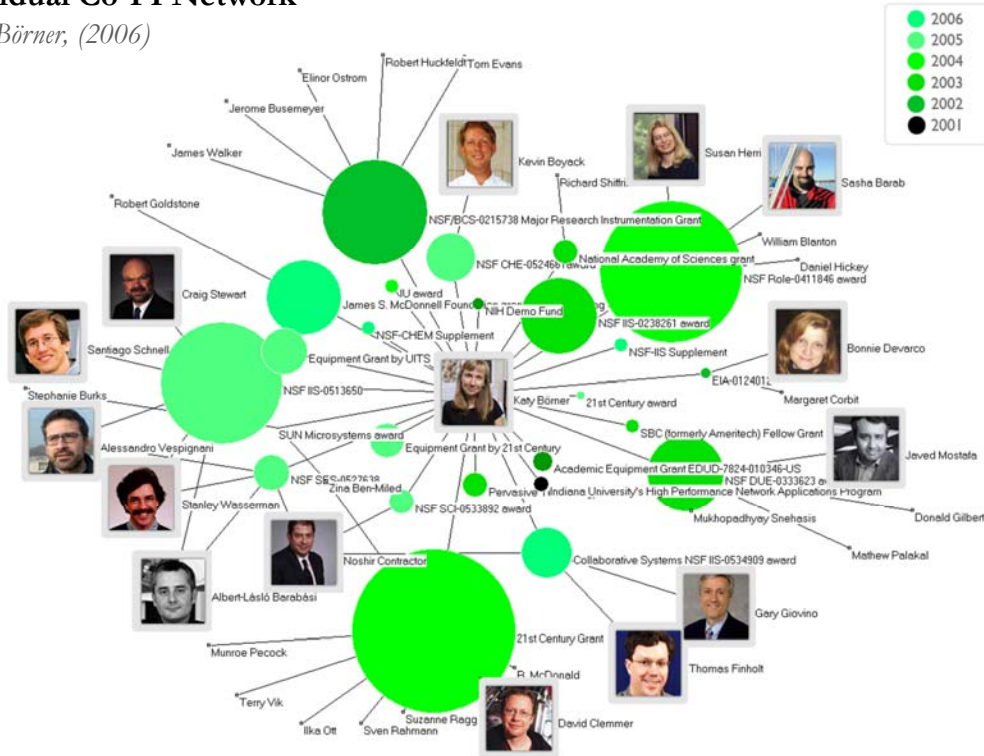 Börner, (2006)
2006
2005
2004
2003
2002
2001
Robert Huckfeldt
Tom Evans
Elinor Ostrom
Jerome Busemeyer
James Walker
Robert Goldstone
Kevin Boyack
Richard
Susan
Sasha Barab
William Blanton
Daniel Hickey
NSF/BCS-0215738 Major Research Instrumentation Grant
NSF CHE-0524661 award
National Academy of Sciences grant
NSF Role-0411846 award
Craig Stewart
IU award
James S. McDonnell
NIH Demo Fund
NSF IIS-0238261 award
NSF-CHEM Supplement
NSF-IIS Supplement
Bonnie Devarco
Santiago Schnell
Equipment Grant by UITS
EIA-0124012
NSF IIS-0513650
Stephanie Burks
Katy Börner
21st Century award
Margaret Corbit
SUN Microsystems award
SBC (formerly Ameritech) Fellow Grant
Alessandro Vespignani
Equipment Grant by 21st Century
Javed Mostafa
Academic Equipment Grant EDUD-7824-010346-US
NSF SES-0527638
NSF DUE-0333623
Zina Ben-Miled
Pervasive
Indiana University's High Performance Network Applications Program
Stanley Wasserman
NSF SCI-0533892 award
Mukhopadhyay Snehasis
Donald Gilbert
Mathew Palakal
Noshir Contractor
Collaborative Systems NSF IIS-0534909 award
Albert-Lásló Barabási
Gary Giovino
21st Century Grant
Munroe Pecock
Thomas Finholt
R. McDonald
Terry Vik
Suzanne Ragg
David Clemmer
Ilka Ott
Sven Rahmann